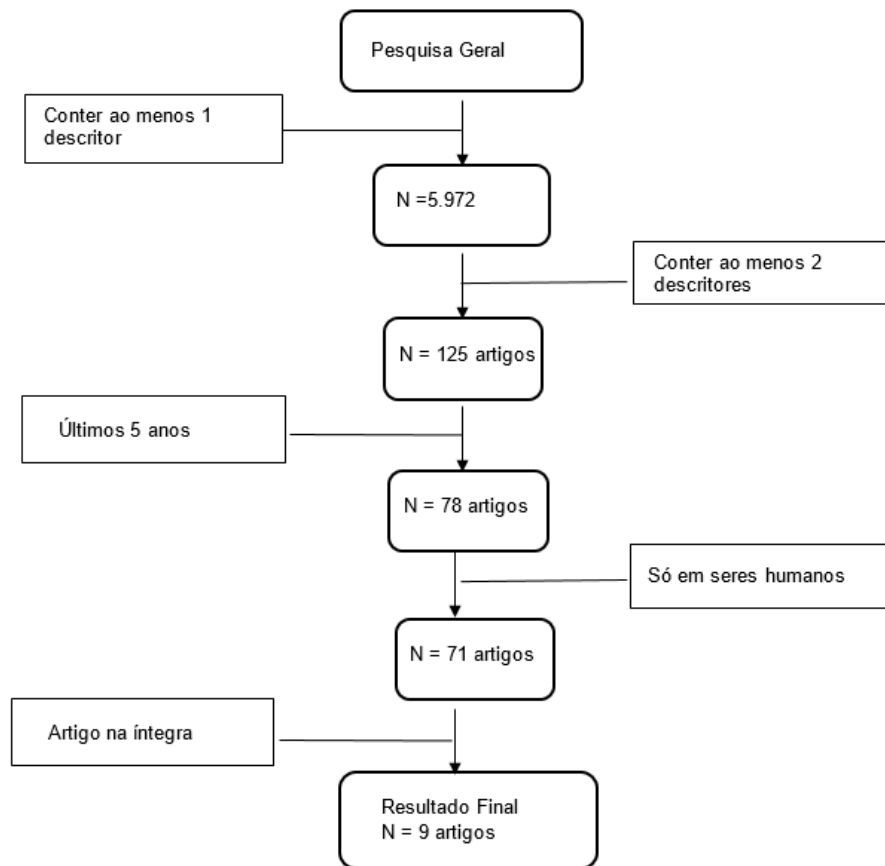 Pesquisa Geral
Conter ao menos 1
descritor
N =5.972
Conter ao menos 2
descritores
N = 125 artigos
Últimos 5 anos
N = 78 artigos
Só em seres humanos
N = 71 artigos
Artigo na íntegra
Resultado Final
N = 9 artigos